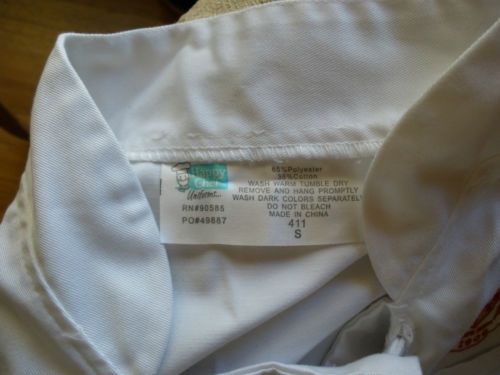 Happy
Chef
Uniforms...
RN#90586
PO#49887
65%Polyester
35%Cotton
WASH WARM TUMBLE DRY
REMOVE AND HANG PROMPTLY
WASH DARK COLORS SEPARATELY
DO NOT BLEACH
MADE IN CHINA
411
S